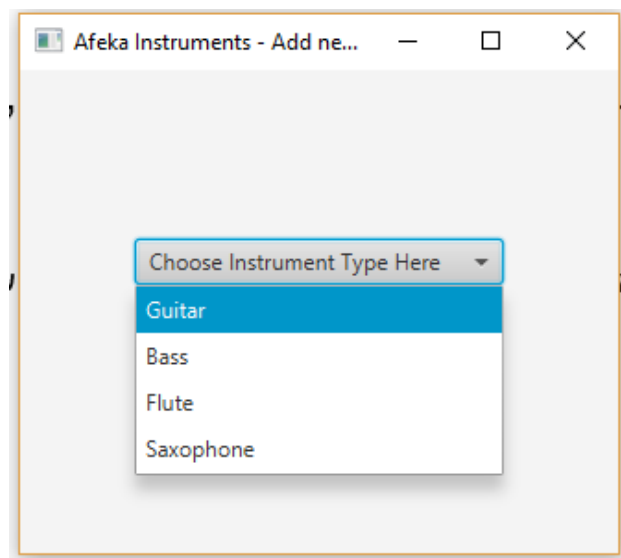 Afeka Instruments - Add ne...
Choose Instrument Type Here
Guitar
Bass
Flute
Saxophone